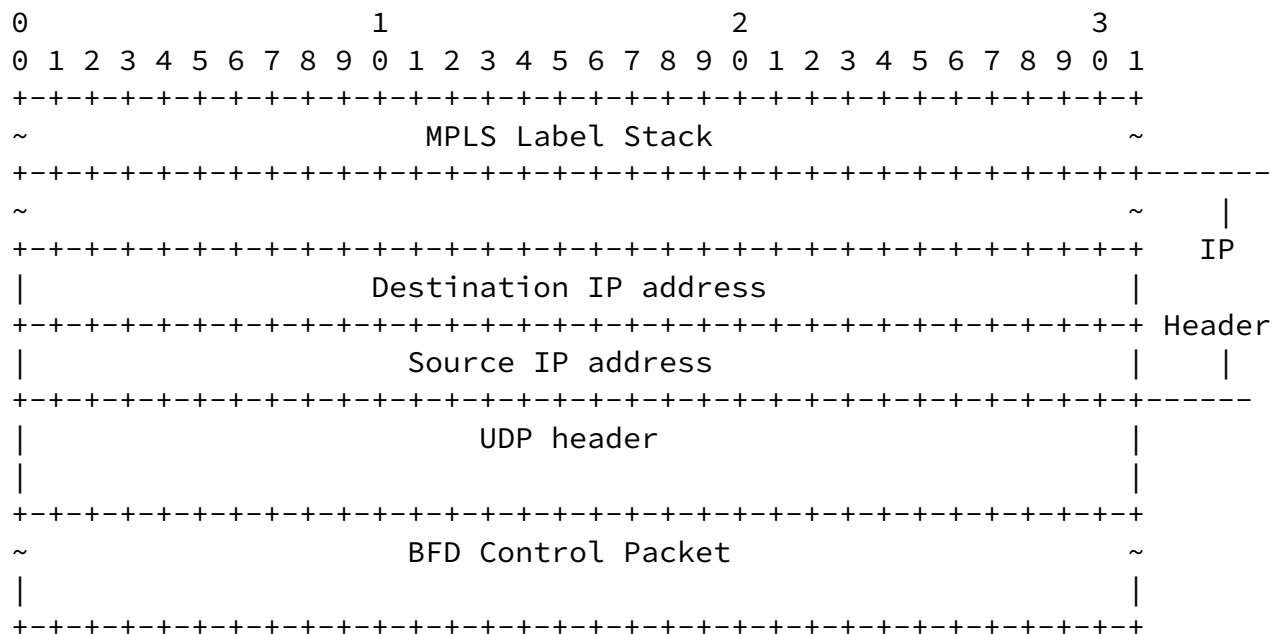 0                   1                   2                   3
0 1 2 3 4 5 6 7 8 9 0 1 2 3 4 5 6 7 8 9 0 1 2 3 4 5 6 7 8 9 0 1
+-+-+-+-+-+-+-+-+-+-+-+-+-+-+-+-+-+-+-+-+-+-+-+-+-+-+-+-+-+-+-+
~                      MPLS Label Stack                       ~
+-+-+-+-+-+-+-+-+-+-+-+-+-+-+-+-+-+-+-+-+-+-+-+-+-+-+-+-+-+-+-+-------
~                                                             ~    |
+-+-+-+-+-+-+-+-+-+-+-+-+-+-+-+-+-+-+-+-+-+-+-+-+-+-+-+-+-+-+-+   IP
|                   Destination IP address                    |
+-+-+-+-+-+-+-+-+-+-+-+-+-+-+-+-+-+-+-+-+-+-+-+-+-+-+-+-+-+-+-+ Header
|                     Source IP address                       |    |
+-+-+-+-+-+-+-+-+-+-+-+-+-+-+-+-+-+-+-+-+-+-+-+-+-+-+-+-+-+-+-+------
|                         UDP header                          |
|                                                             |
+-+-+-+-+-+-+-+-+-+-+-+-+-+-+-+-+-+-+-+-+-+-+-+-+-+-+-+-+-+-+-+
~                     BFD Control Packet                      ~
|                                                             |
+-+-+-+-+-+-+-+-+-+-+-+-+-+-+-+-+-+-+-+-+-+-+-+-+-+-+-+-+-+-+-+